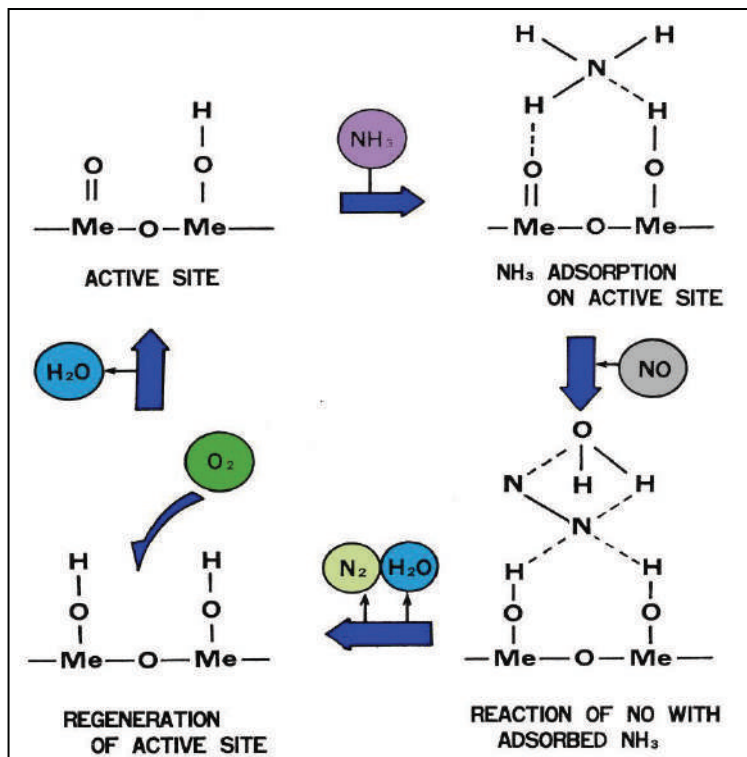 H
O
O
Me
O
Me
ACTIVE SITE
NH₃
H
H
N
H
H
O
O
Me
O
Me
NH₃ ADSORPTION
ON ACTIVE SITE
NO
O
N
H
H
N
H
H
O
O
Me
O
Me
REACTION OF NO WITH
ADSORBED NH₃
N₂
H₂O
O₂
H
H
O
O
Me
O
Me
REGENERATION
OF ACTIVE SITE
H₂O